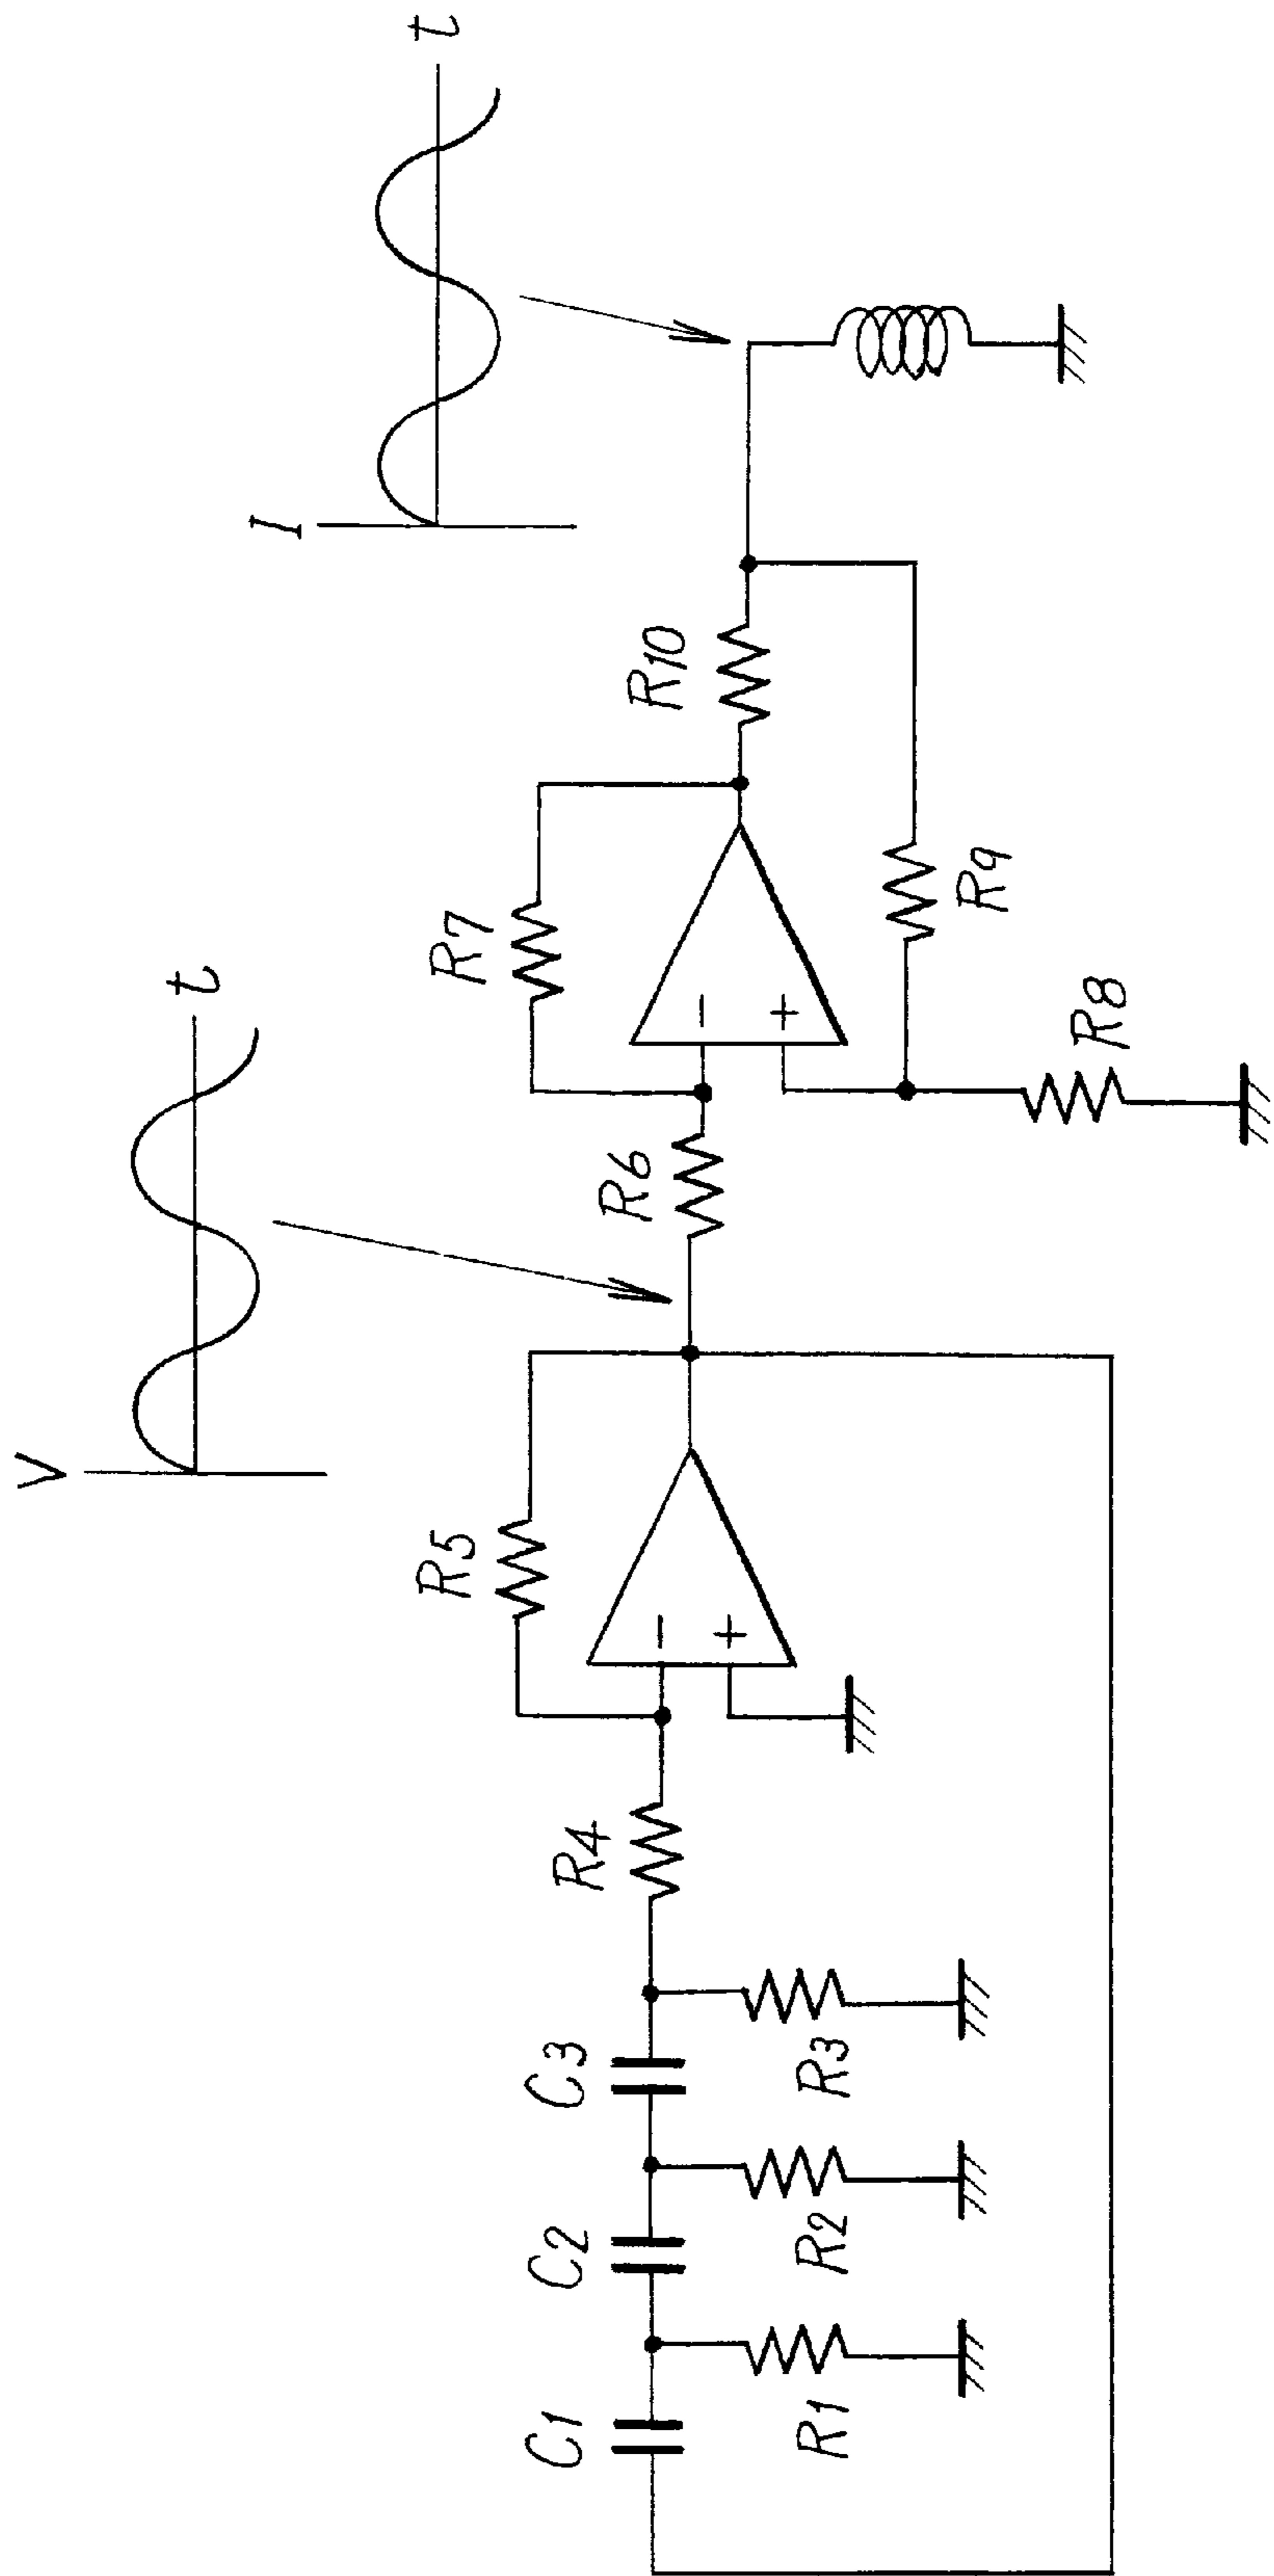 V
t
I
t
R5
R7
R10
C1
C2
C3
R4
R6
−
+
−
+
R1
R2
R3
R9
R8